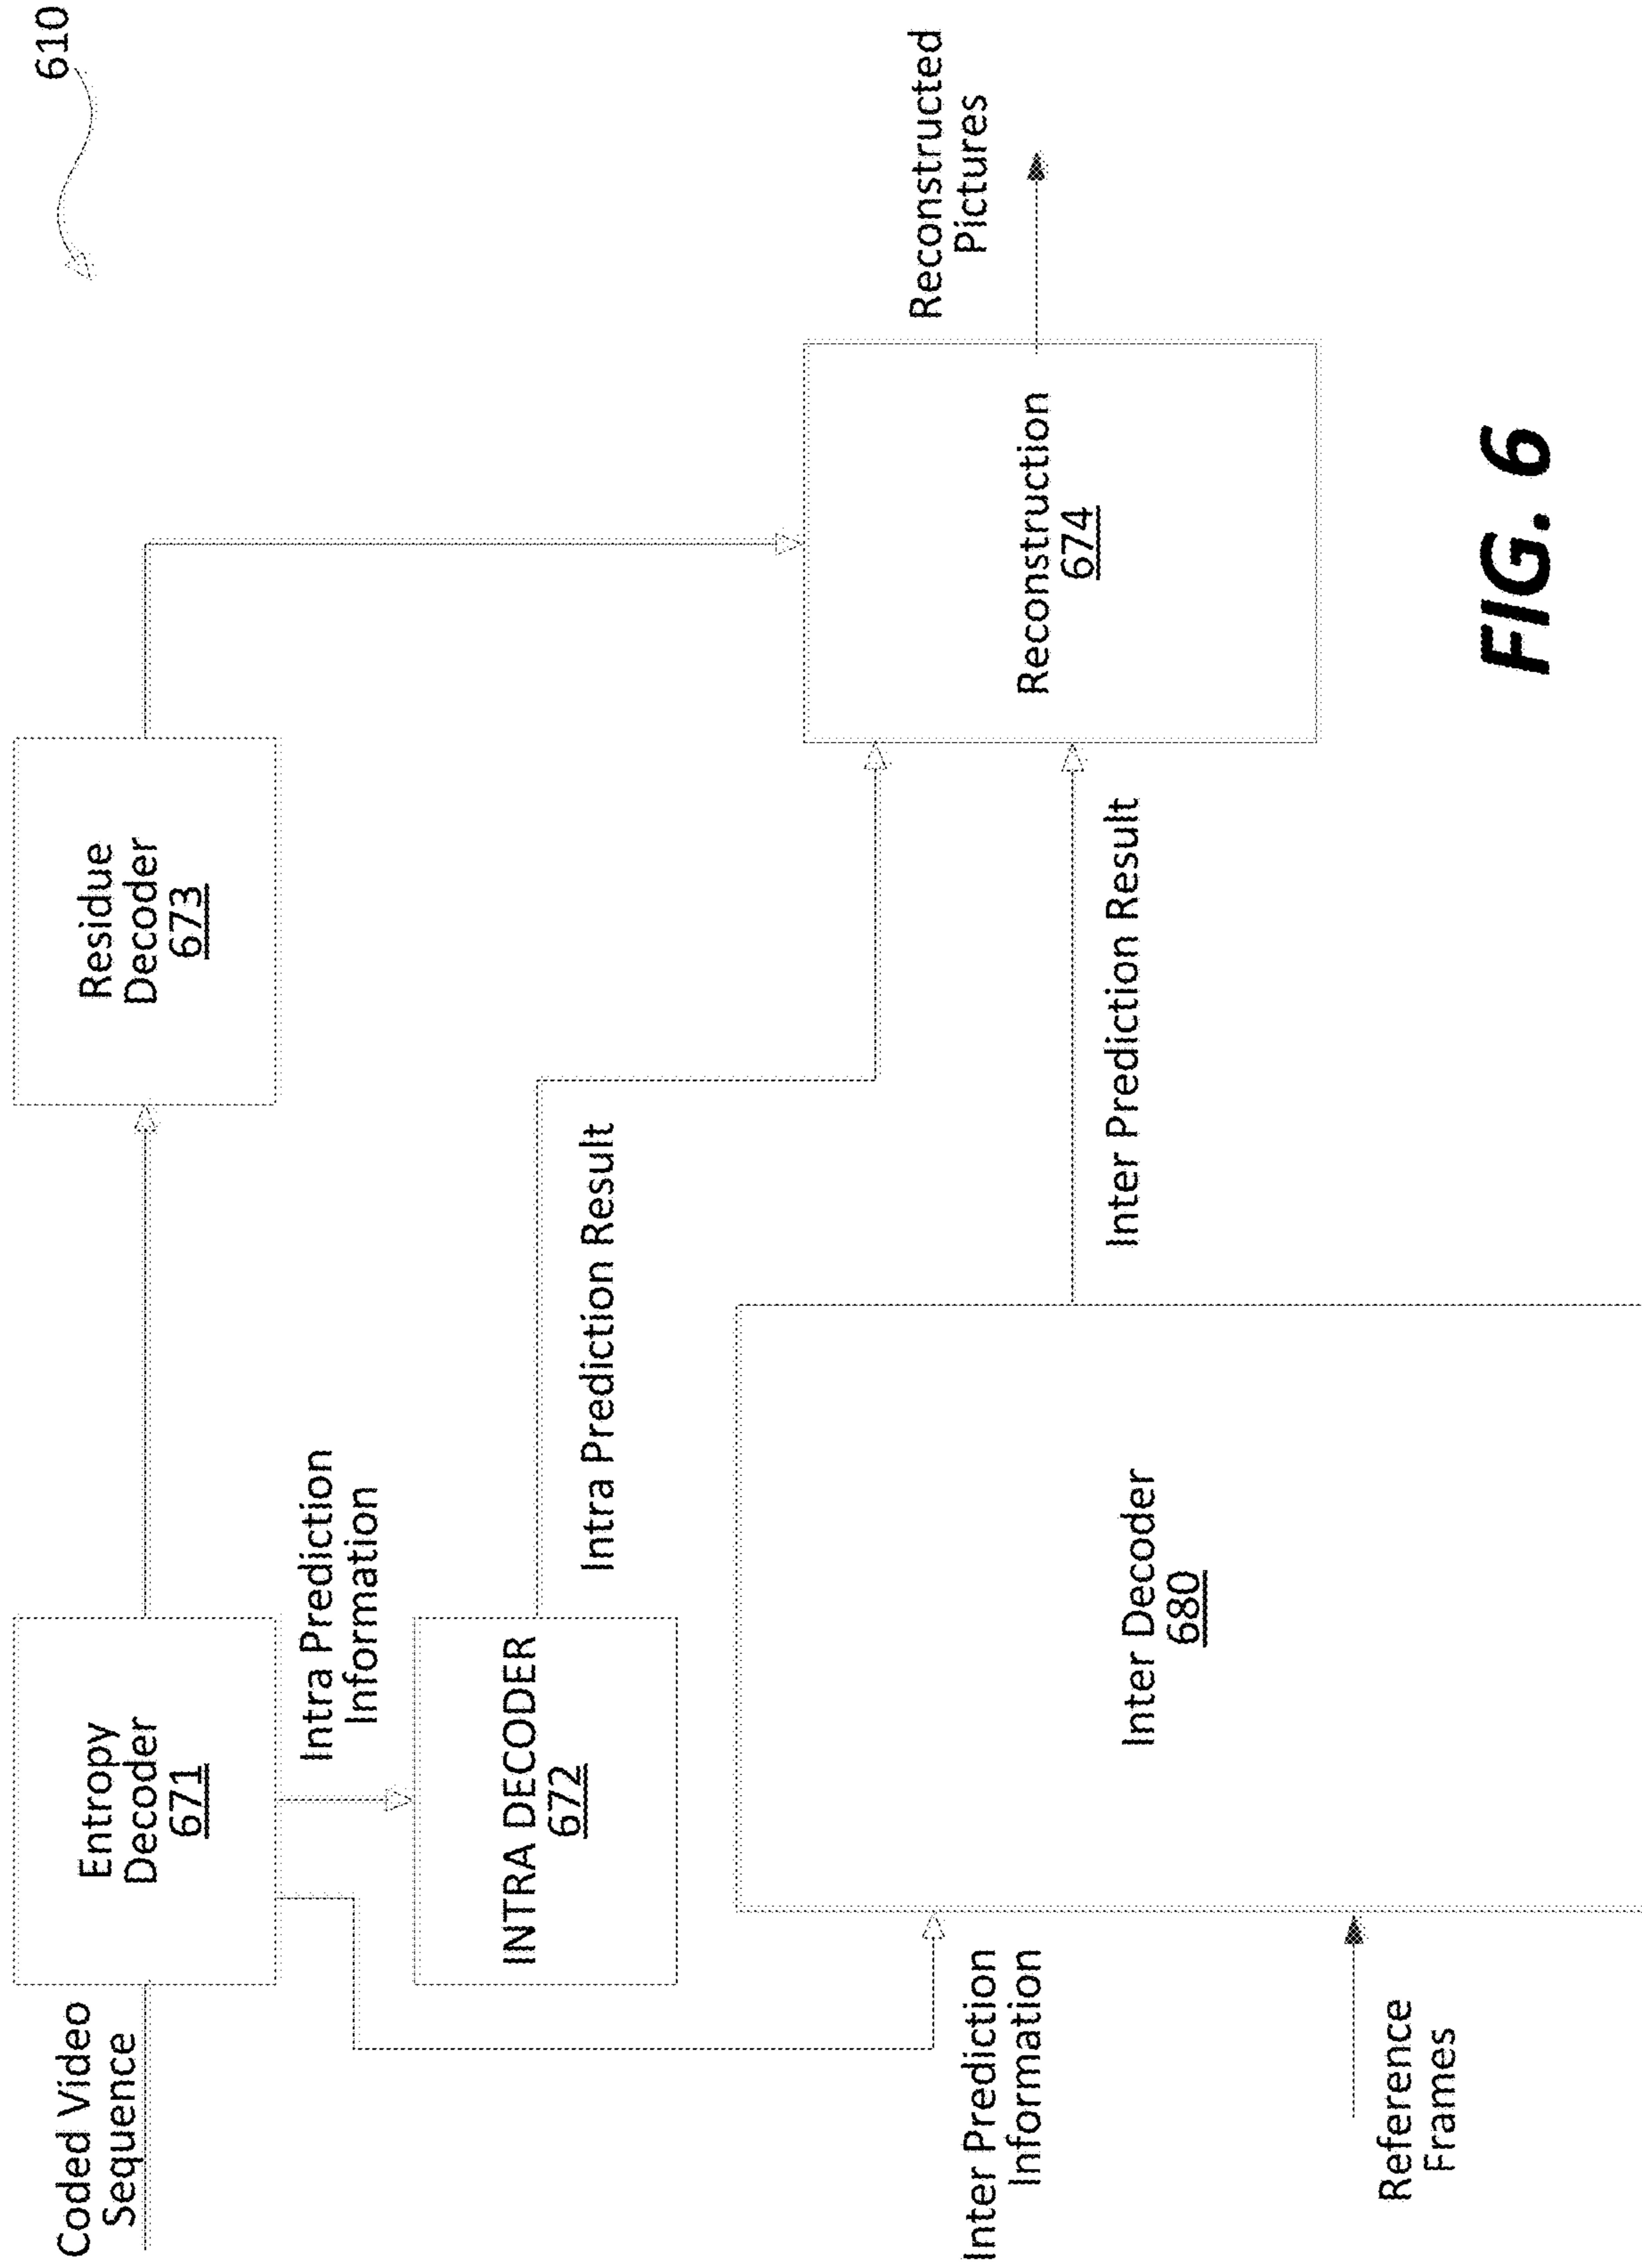 610
Coded Video
Sequence
Entropy
Decoder
671
Residue
Decoder
673
Intra Prediction
Information
INTRA DECODER
672
Intra Prediction Result
Inter Prediction
Information
Inter Decoder
680
Reference
Frames
Inter Prediction Result
Reconstruction
674
Reconstructed
Pictures
FIG. 6